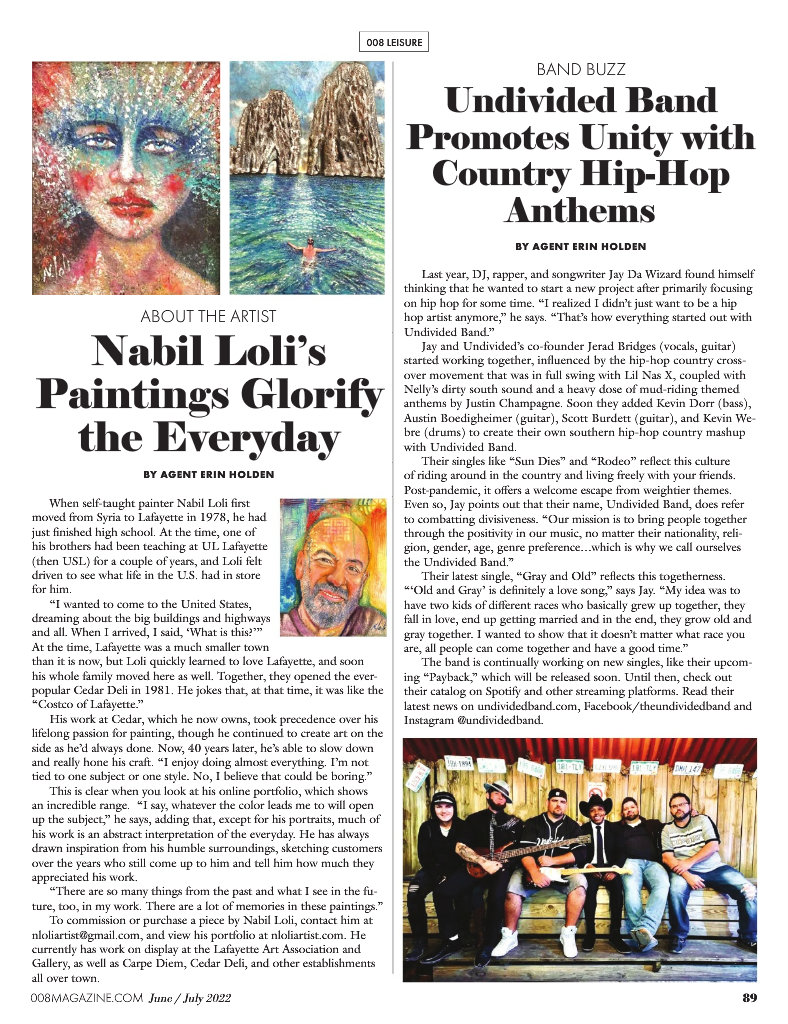 008 LEISURE
N.loli
ABOUT THE ARTIST
Nabil Loli’s
Paintings Glorify
the Everyday
BY AGENT ERIN HOLDEN
When self-taught painter Nabil Loli first
moved from Syria to Lafayette in 1978, he had
just finished high school. At the time, one of
his brothers had been teaching at UL Lafayette
(then USL) for a couple of years, and Loli felt
driven to see what life in the U.S. had in store
for him.
“I wanted to come to the United States,
dreaming about the big buildings and highways
and all. When I arrived, I said, ‘What is this?’”
At the time, Lafayette was a much smaller town
than it is now, but Loli quickly learned to love Lafayette, and soon
his whole family moved here as well. Together, they opened the ever-
popular Cedar Deli in 1981. He jokes that, at that time, it was like the
“Costco of Lafayette.”
His work at Cedar, which he now owns, took precedence over his
lifelong passion for painting, though he continued to create art on the
side as he’d always done. Now, 40 years later, he’s able to slow down
and really hone his craft. “I enjoy doing almost everything. I’m not
tied to one subject or one style. No, I believe that could be boring.”
This is clear when you look at his online portfolio, which shows
an incredible range. “I say, whatever the color leads me to will open
up the subject,” he says, adding that, except for his portraits, much of
his work is an abstract interpretation of the everyday. He has always
drawn inspiration from his humble surroundings, sketching customers
over the years who still come up to him and tell him how much they
appreciated his work.
“There are so many things from the past and what I see in the fu-
ture, too, in my work. There are a lot of memories in these paintings.”
To commission or purchase a piece by Nabil Loli, contact him at
nloliartist@gmail.com, and view his portfolio at nloliartist.com. He
currently has work on display at the Lafayette Art Association and
Gallery, as well as Carpe Diem, Cedar Deli, and other establishments
all over town.
BAND BUZZ
Undivided Band
Promotes Unity with
Country Hip-Hop
Anthems
BY AGENT ERIN HOLDEN
Last year, DJ, rapper, and songwriter Jay Da Wizard found himself
thinking that he wanted to start a new project after primarily focusing
on hip hop for some time. “I realized I didn’t just want to be a hip
hop artist anymore,” he says. “That’s how everything started out with
Undivided Band.”
Jay and Undivided’s co-founder Jerad Bridges (vocals, guitar)
started working together, influenced by the hip-hop country cross-
over movement that was in full swing with Lil Nas X, coupled with
Nelly’s dirty south sound and a heavy dose of mud-riding themed
anthems by Justin Champagne. Soon they added Kevin Dorr (bass),
Austin Boedigheimer (guitar), Scott Burdett (guitar), and Kevin We-
bre (drums) to create their own southern hip-hop country mashup
with Undivided Band.
Their singles like “Sun Dies” and “Rodeo” reflect this culture
of riding around in the country and living freely with your friends.
Post-pandemic, it offers a welcome escape from weightier themes.
Even so, Jay points out that their name, Undivided Band, does refer
to combatting divisiveness. “Our mission is to bring people together
through the positivity in our music, no matter their nationality, reli-
gion, gender, age, genre preference…which is why we call ourselves
the Undivided Band.”
Their latest single, “Gray and Old” reflects this togetherness.
“‘Old and Gray’ is definitely a love song,” says Jay. “My idea was to
have two kids of different races who basically grew up together, they
fall in love, end up getting married and in the end, they grow old and
gray together. I wanted to show that it doesn’t matter what race you
are, all people can come together and have a good time.”
The band is continually working on new singles, like their upcom-
ing “Payback,” which will be released soon. Until then, check out
their catalog on Spotify and other streaming platforms. Read their
latest news on undividedband.com, Facebook/theundividedband and
Instagram @undividedband.
008MAGAZINE.COM June / July 2022
89